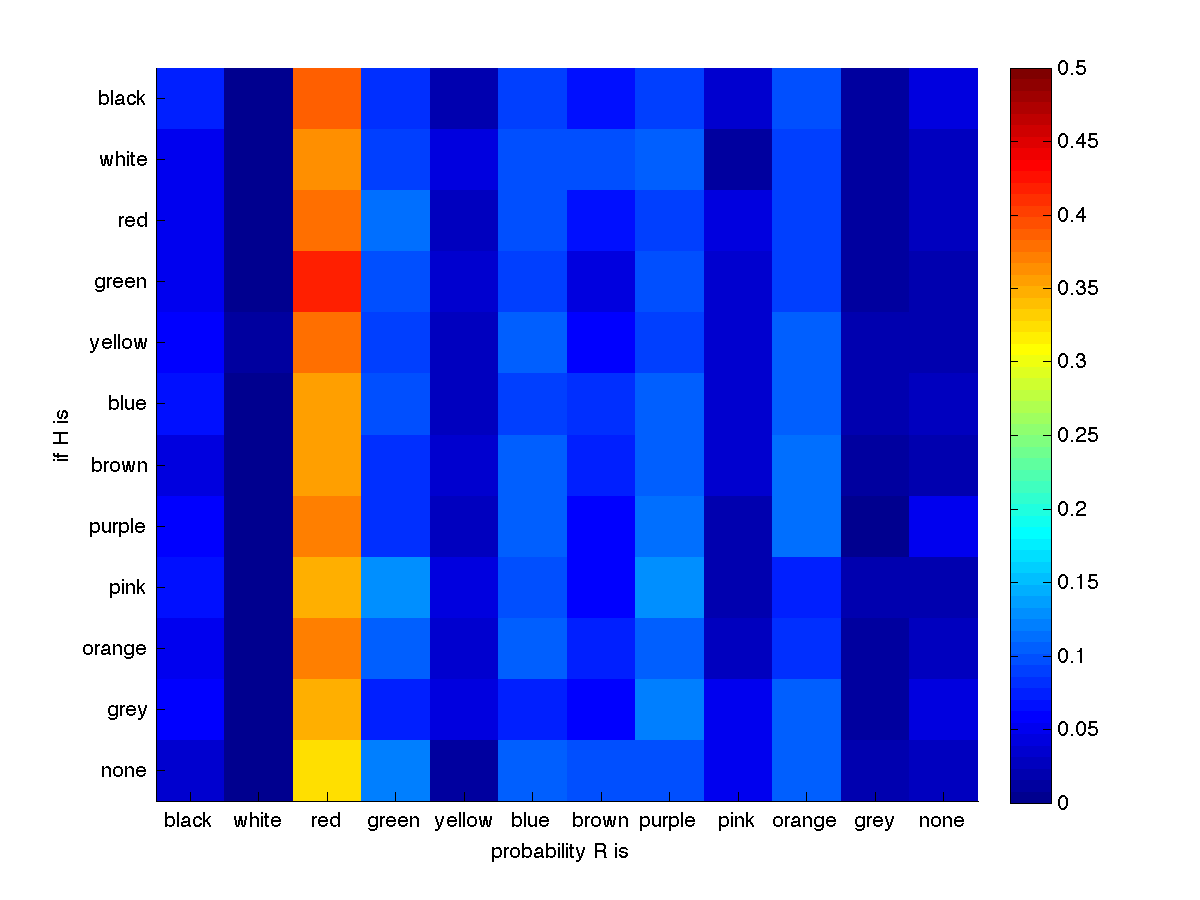 black
white
red
green
yellow
blue
brown
purple
pink
orange
grey
none
if H is
black white red green yellow blue brown purple pink orange grey none
probability R is
0.5
0.45
0.4
0.35
0.3
0.25
0.2
0.15
0.1
0.05
0